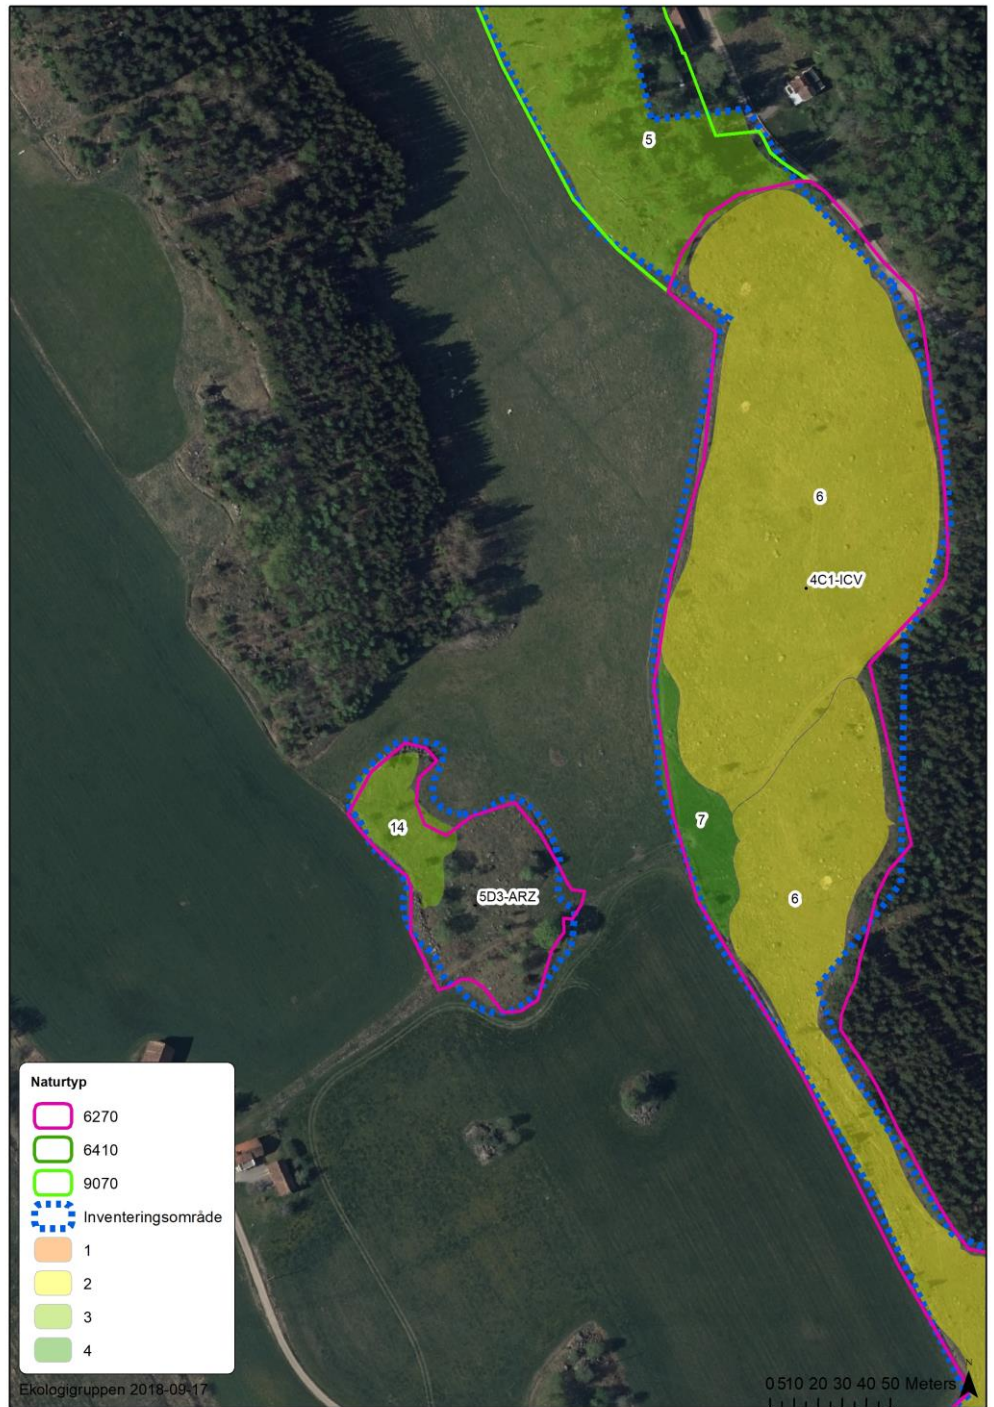 5
6
4C1-ICV
7
14
5D3-ARZ
6
Naturtyp
6270
6410
9070
Inventeringsområde
1
2
3
4
Ekologigruppen 2018-09-17
N
0 5 10 20 30 40 50 Meters